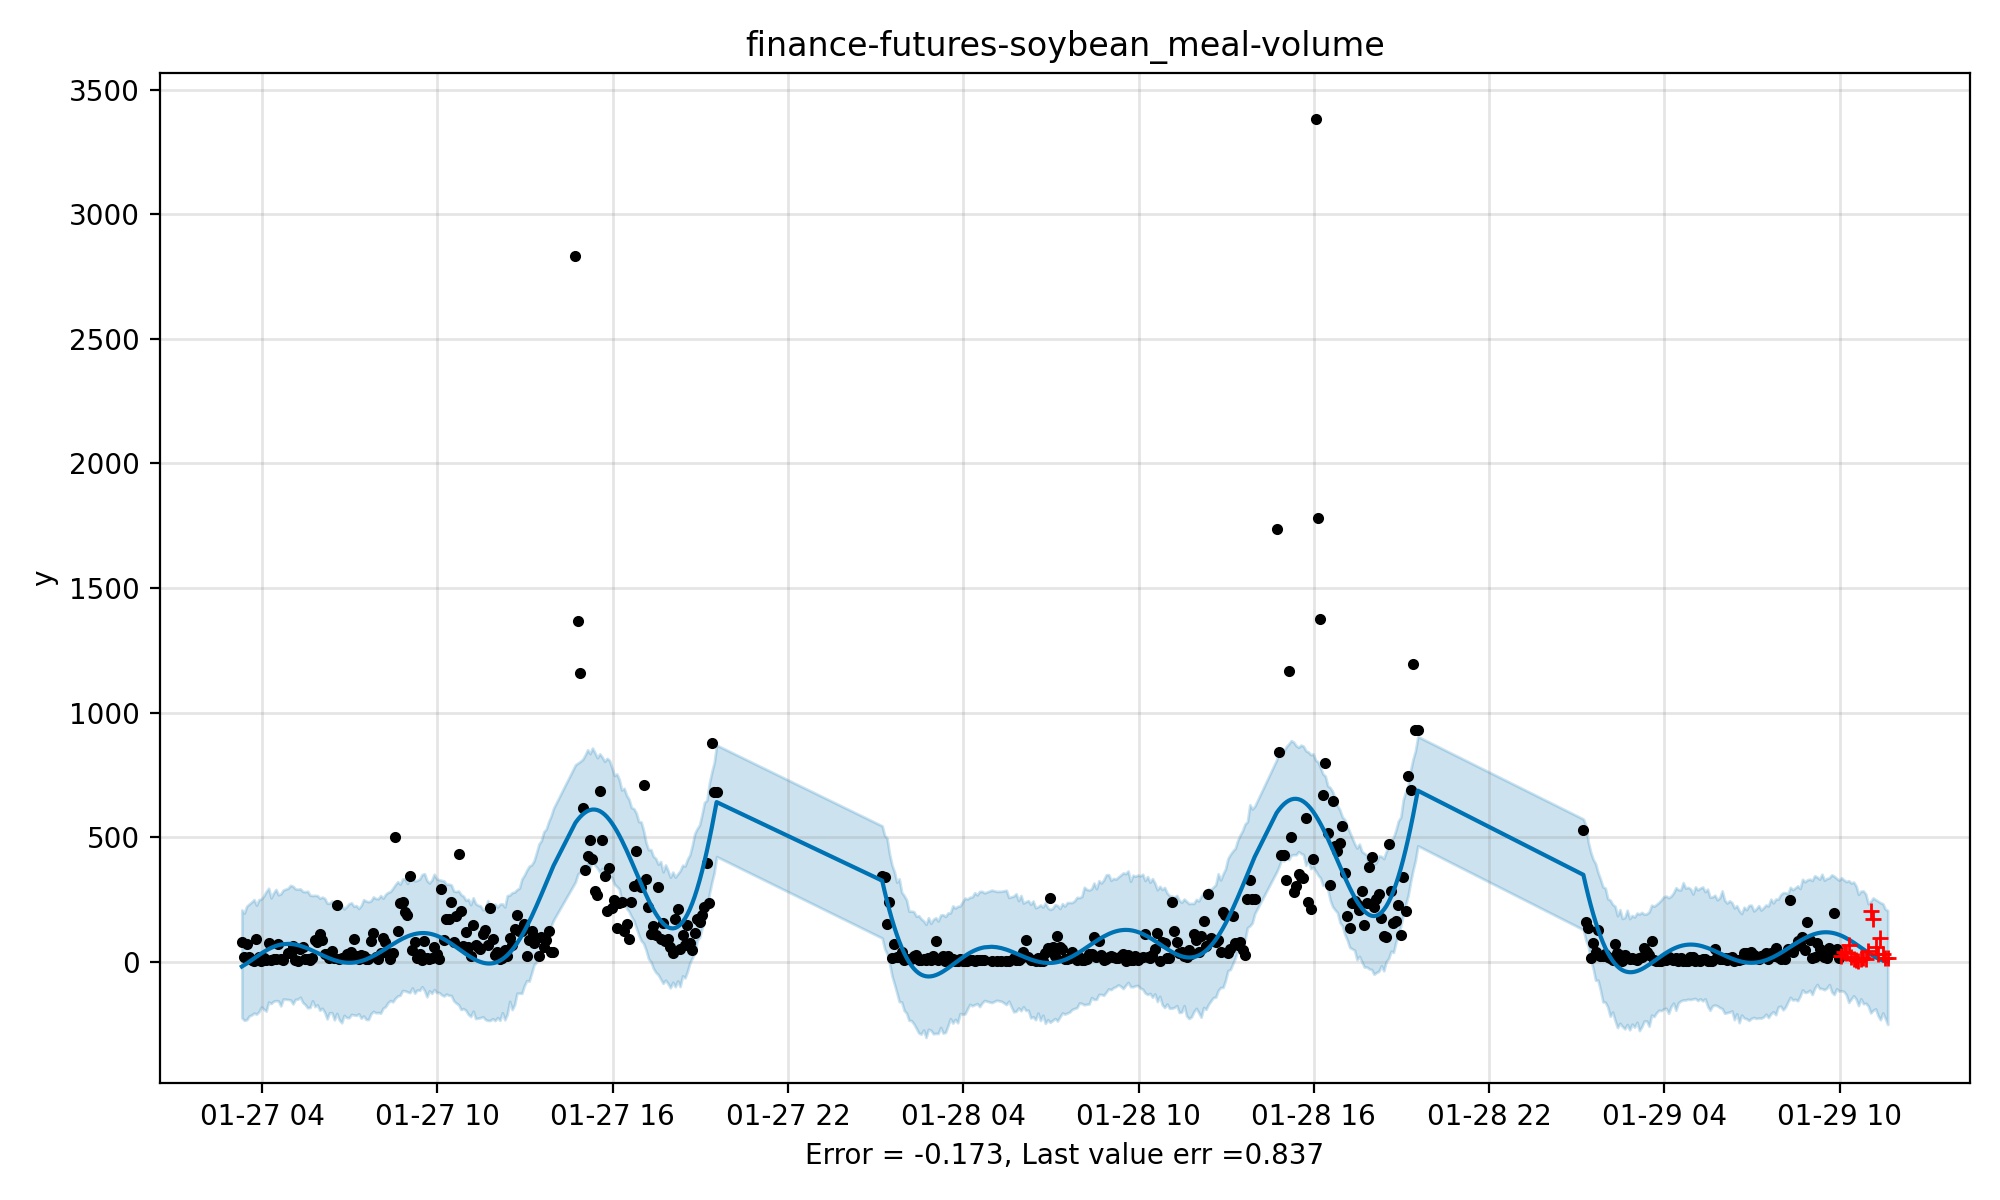 finance-futures-soybean_meal-volume
3500
3000
2500
2000
1500
1000
500
0
y
01-27 04 01-27 10 01-27 16 01-27 22 01-28 04 01-28 10 01-28 16 01-28 22 01-29 04 01-29 10
Error = -0.173, Last value err =0.837